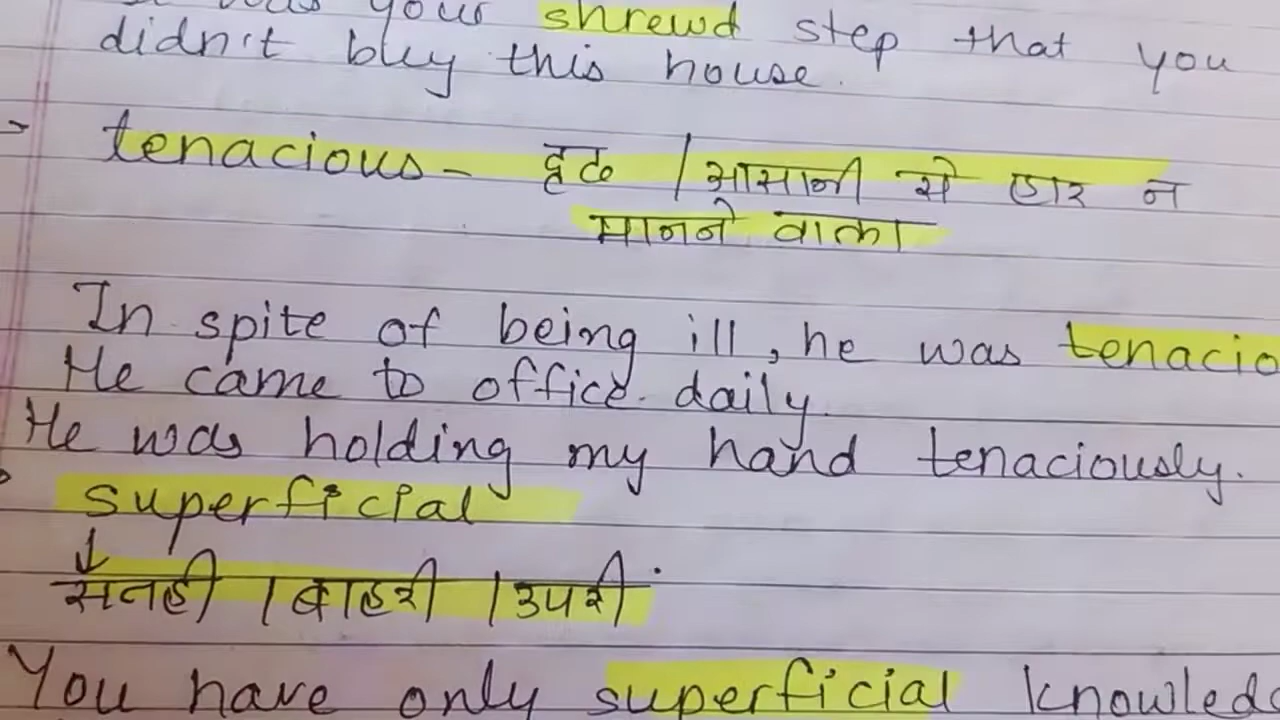 your shrewd step that you
didn't buy this house.
tenacious - दृढ / आसानी से हार न
मानने वाला
In spite of being ill, he was tenacio
He came to office daily.
He was holding my hand tenaciously.
superficial
सतही / बाहरी / उपरी
You have only superficial knowled